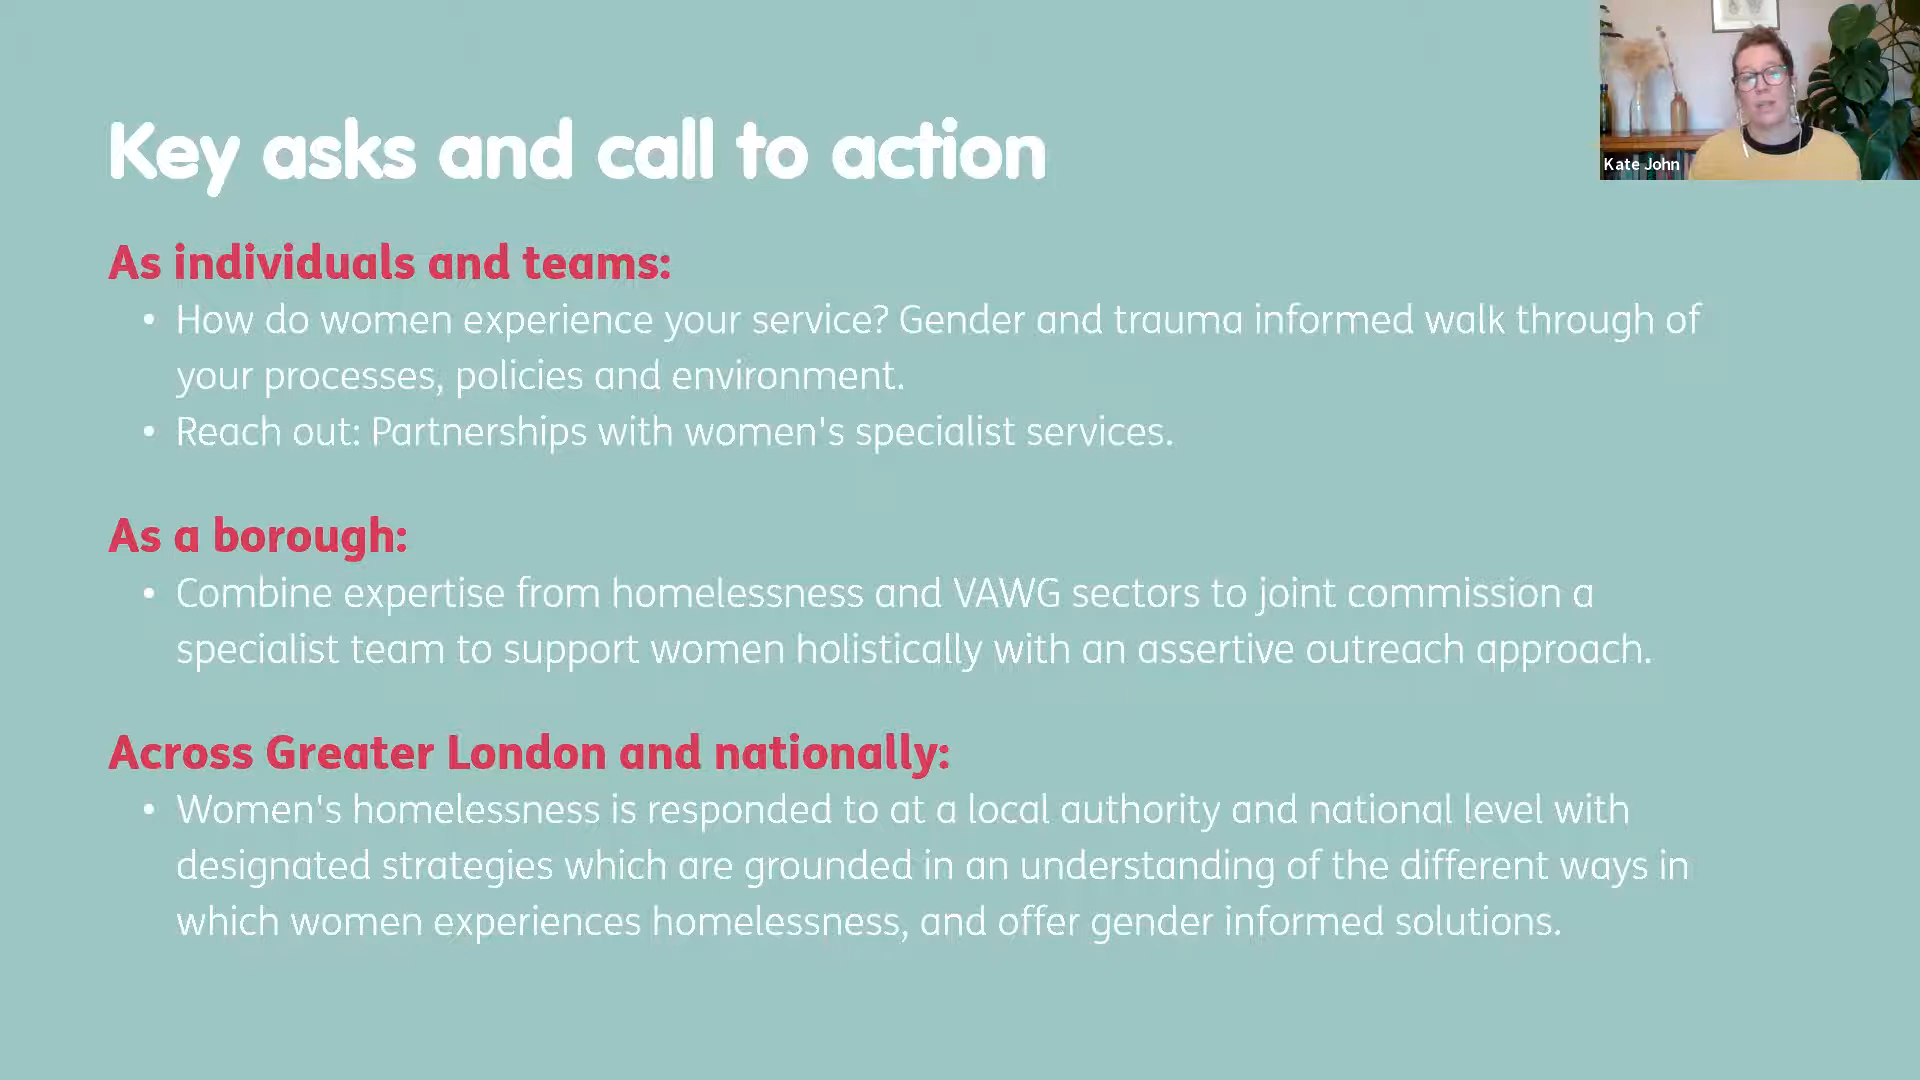 Key asks and call to action
Kate John
As individuals and teams:
• How do women experience your service? Gender and trauma informed walk through of
your processes, policies and environment.
• Reach out: Partnerships with women's specialist services.
As a borough:
• Combine expertise from homelessness and VAWG sectors to joint commission a
specialist team to support women holistically with an assertive outreach approach.
Across Greater London and nationally:
• Women's homelessness is responded to at a local authority and national level with
designated strategies which are grounded in an understanding of the different ways in
which women experiences homelessness, and offer gender informed solutions.